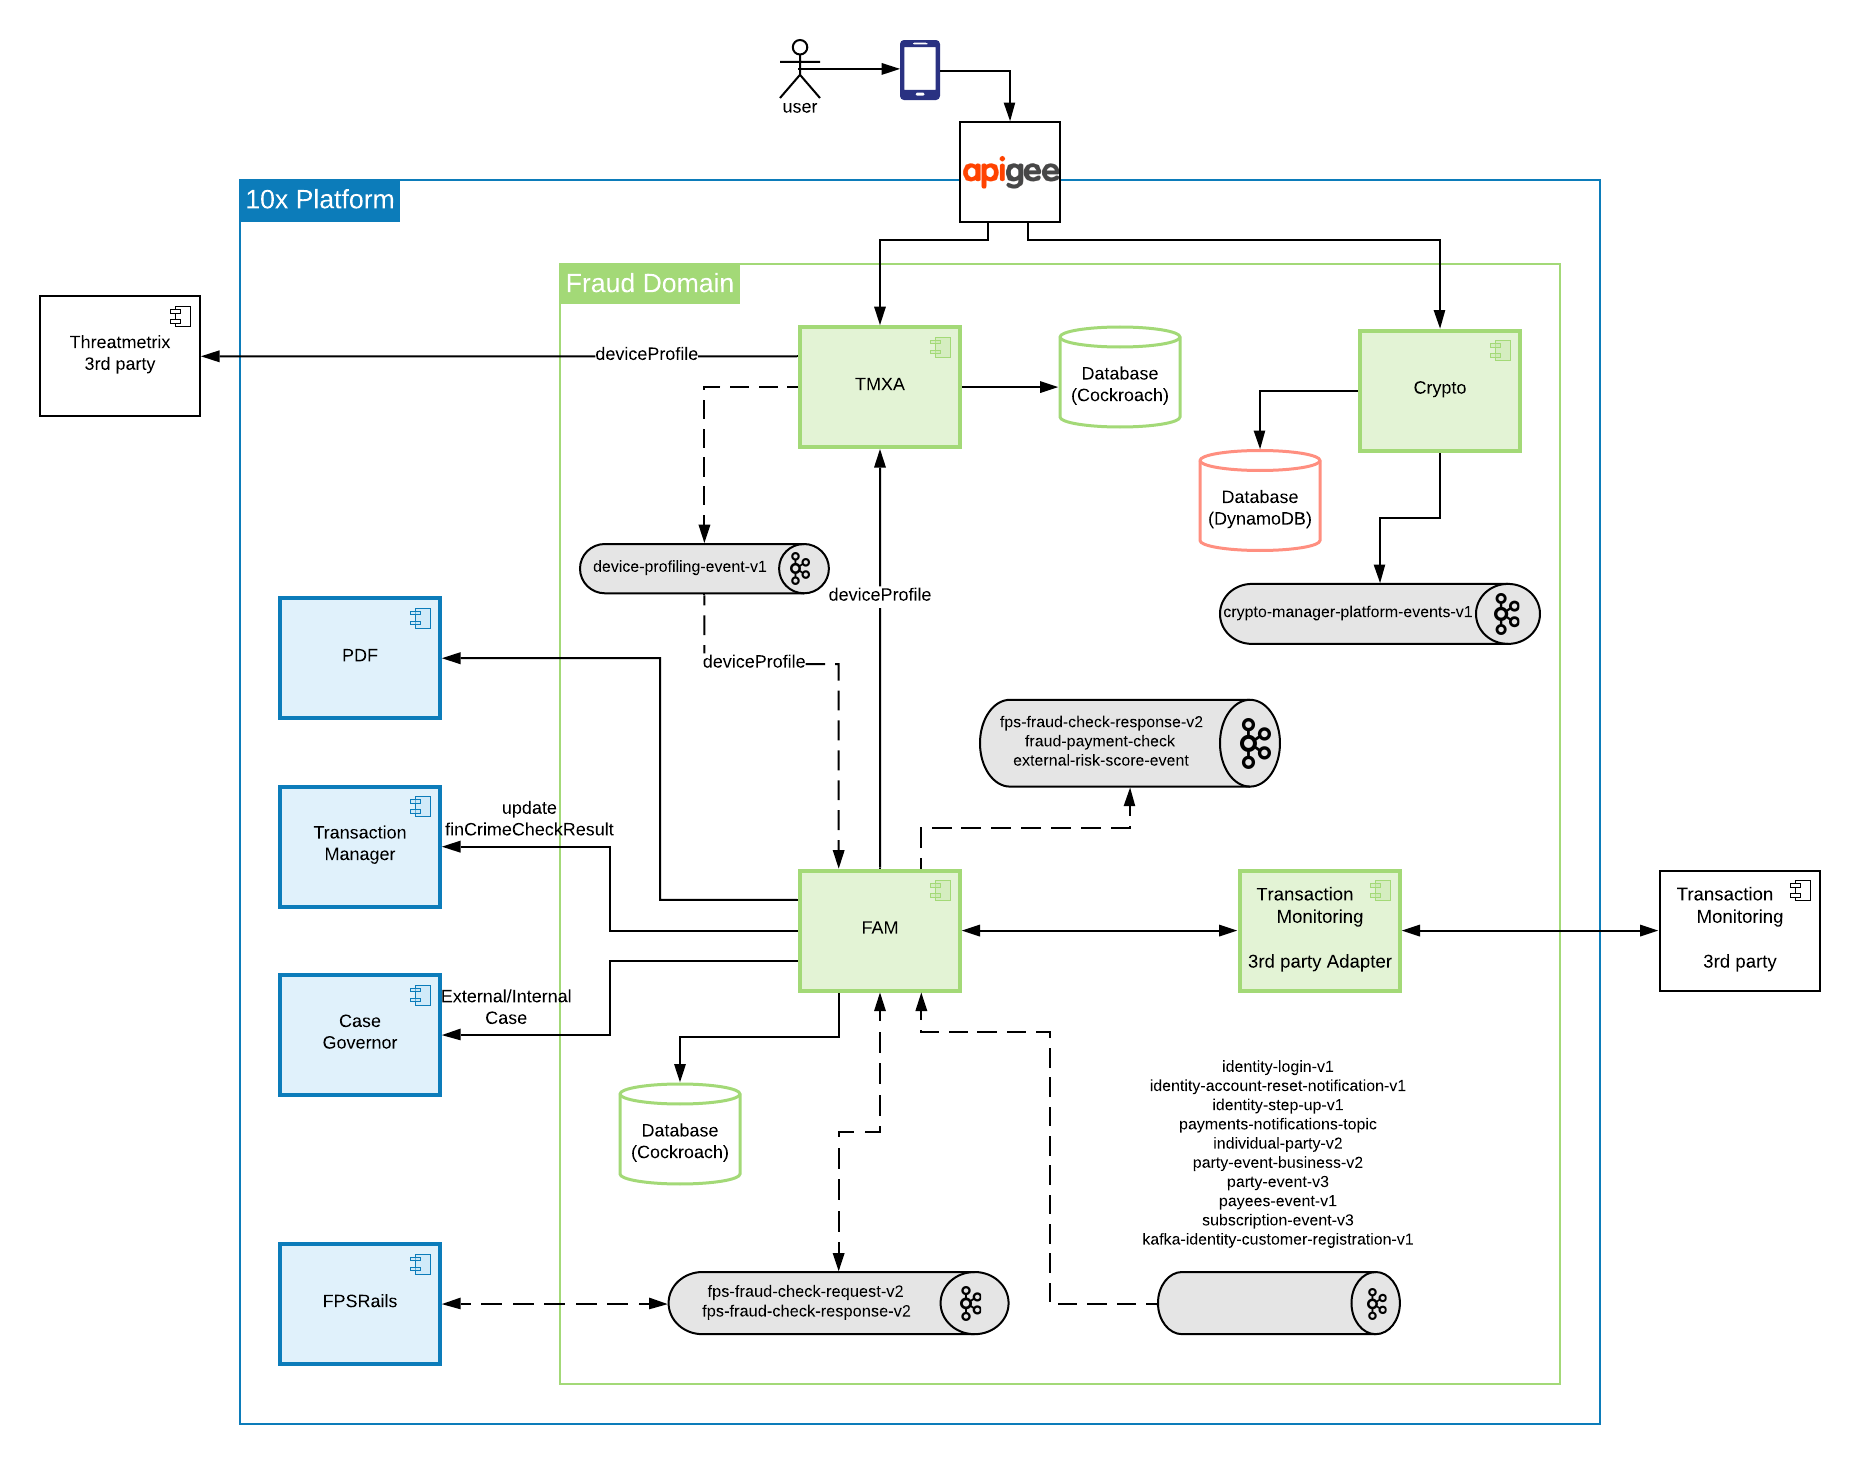 user
apigee
10x Platform
Fraud Domain
Threatmetrix
3rd party
deviceProfile
TMXA
Database
(Cockroach)
Crypto
Database
(DynamoDB)
device-profiling-event-v1
deviceProfile
crypto-manager-platform-events-v1
PDF
deviceProfile
fps-fraud-check-response-v2
fraud-payment-check
external-risk-score-event
Transaction
Manager
update
finCrimeCheckResult
FAM
Transaction
Monitoring
3rd party Adapter
Transaction
Monitoring
3rd party
Case
Governor
External/Internal
Case
Database
(Cockroach)
identity-login-v1
identity-account-reset-notification-v1
identity-step-up-v1
payments-notifications-topic
individual-party-v2
party-event-business-v2
party-event-v3
payees-event-v1
subscription-event-v3
kafka-identity-customer-registration-v1
FPSRails
fps-fraud-check-request-v2
fps-fraud-check-response-v2